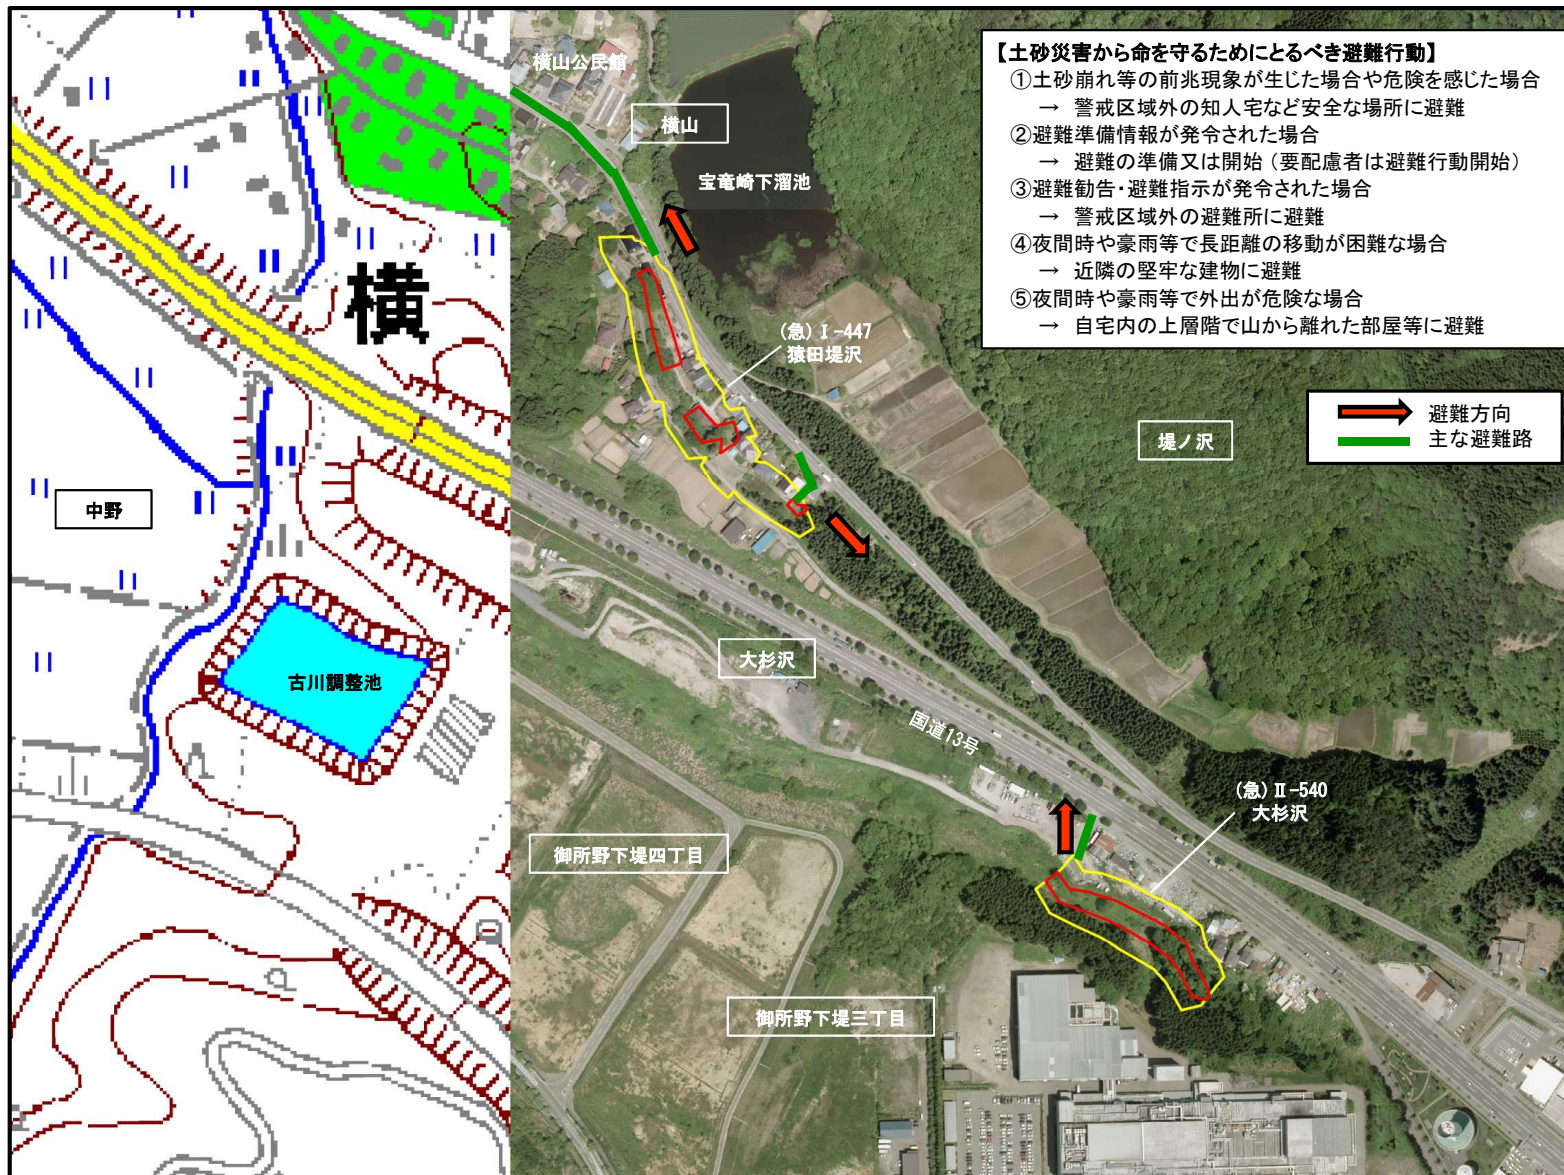 【土砂災害から命を守るためにとるべき避難行動】
①土砂崩れ等の前兆現象が生じた場合や危険を感じた場合
→ 警戒区域外の知人宅など安全な場所に避難
②避難準備情報が発令された場合
→ 避難の準備又は開始（要配慮者は避難行動開始）
③避難勧告・避難指示が発令された場合
→ 警戒区域外の避難所に避難
④夜間時や豪雨等で長距離の移動が困難な場合
→ 近隣の堅牢な建物に避難
⑤夜間時や豪雨等で外出が危険な場合
→ 自宅内の上層階で山から離れた部屋等に避難
避難方向
主な避難路
横山公民館
横山
宝竜崎下溜池
横
(急)Ⅰ-447
猿田堤沢
堤ノ沢
中野
大杉沢
古川調整池
国道13号
(急)Ⅱ-540
大杉沢
御所野下堤四丁目
御所野下堤三丁目